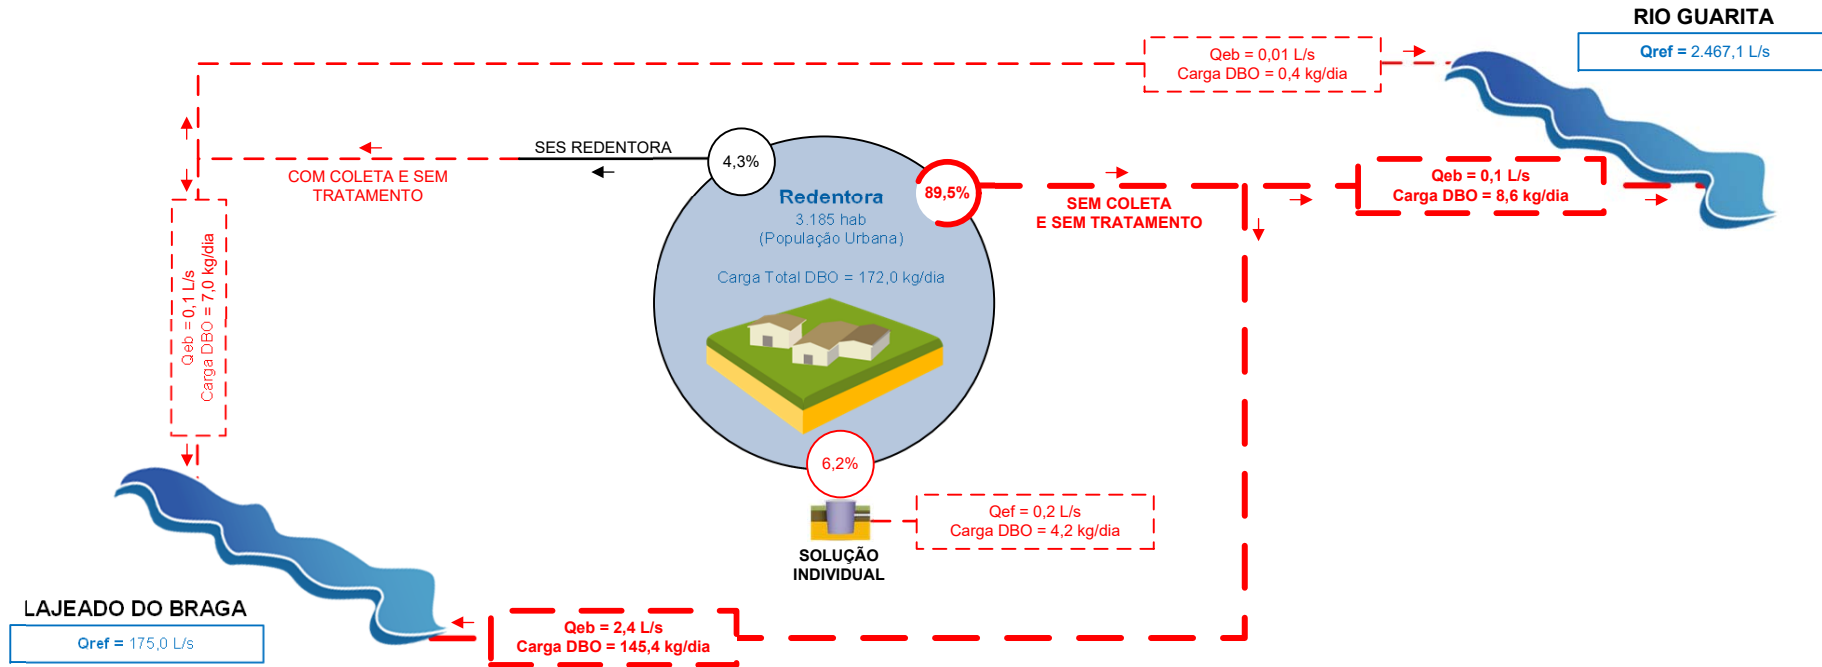 RIO GUARITA
Qref = 2.467,1 L/s
Qeb = 0,01 L/s
Carga DBO = 0,4 kg/dia
SES REDENTORA
4,3%
COM COLETA E SEM
TRATAMENTO
89,5%
SEM COLETA
E SEM TRATAMENTO
Qeb = 0,1 L/s
Carga DBO = 8,6 kg/dia
Redentora
3.185 hab
(População Urbana)
Carga Total DBO = 172,0 kg/dia
Qeb = 0,1 L/s
Carga DBO = 7,0 kg/dia
6,2%
Qef = 0,2 L/s
Carga DBO = 4,2 kg/dia
SOLUÇÃO
INDIVIDUAL
LAJEADO DO BRAGA
Qref = 175,0 L/s
Qeb = 2,4 L/s
Carga DBO = 145,4 kg/dia